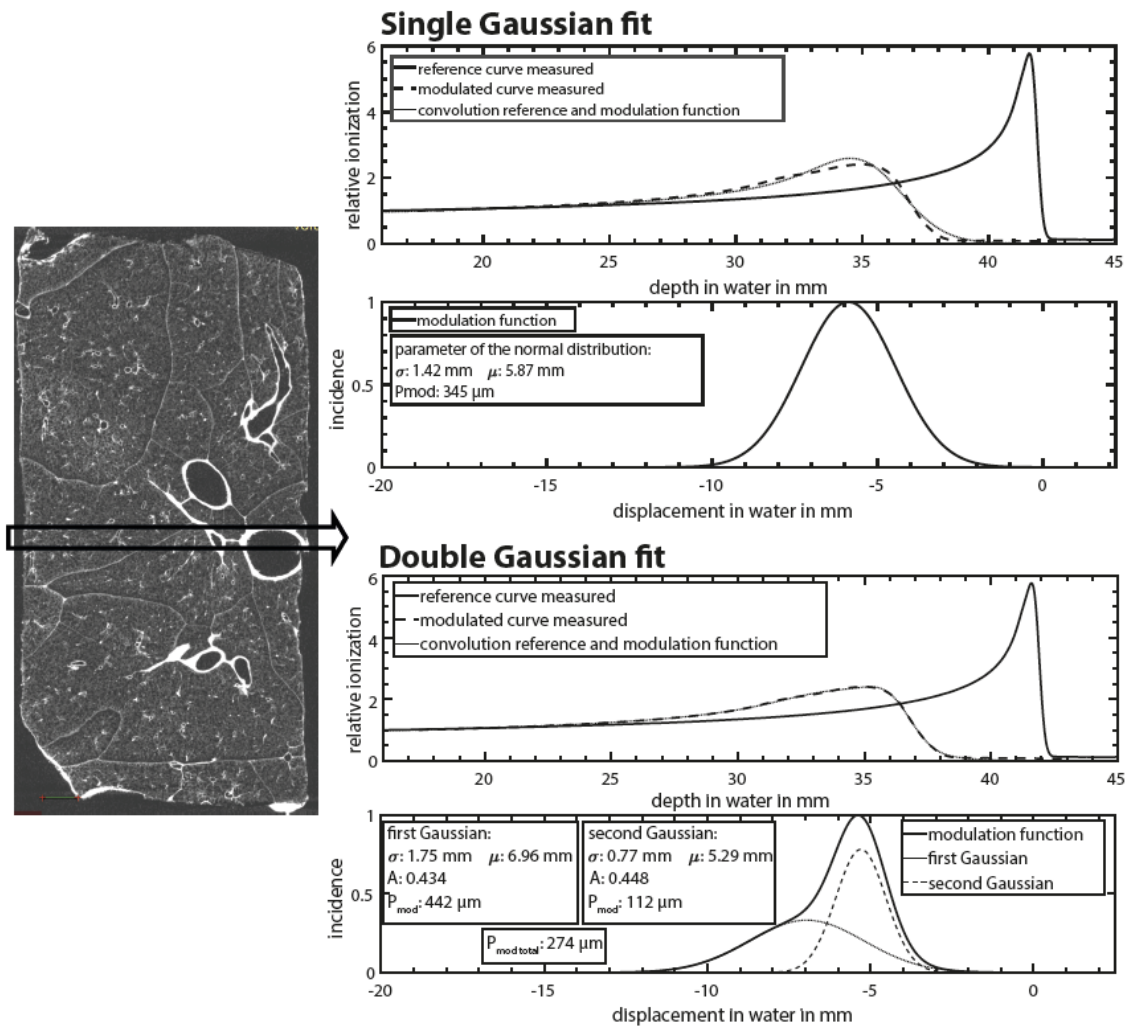 Single Gaussian fit
6
4
2
0
relative ionization
reference curve measured
modulated curve measured
convolution reference and modulation function
20 25 30 35 40 45
depth in water in mm
1
0.5
0
incidence
modulation function
parameter of the normal distribution:
σ: 1.42 mm μ: 5.87 mm
Pmod: 345 μm
-20 -15 -10 -5 0
displacement in water in mm
Double Gaussian fit
6
4
2
0
relative ionization
reference curve measured
modulated curve measured
convolution reference and modulation function
20 25 30 35 40 45
depth in water in mm
1
0.5
0
incidence
first Gaussian:
σ: 1.75 mm μ: 6.96 mm
A: 0.434
Pmod: 442 μm
second Gaussian:
σ: 0.77 mm μ: 5.29 mm
A: 0.448
Pmod: 112 μm
Pmod total: 274 μm
modulation function
first Gaussian
second Gaussian
-20 -15 -10 -5 0
displacement in water in mm